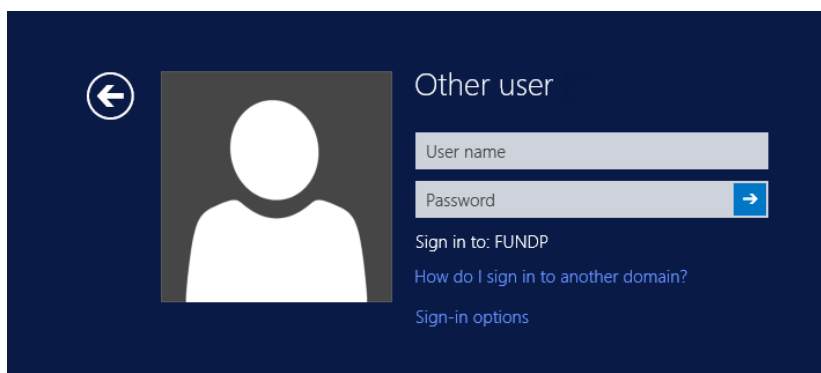 Other user
User name
Password
Sign in to: FUNDP
How do I sign in to another domain?
Sign-in options